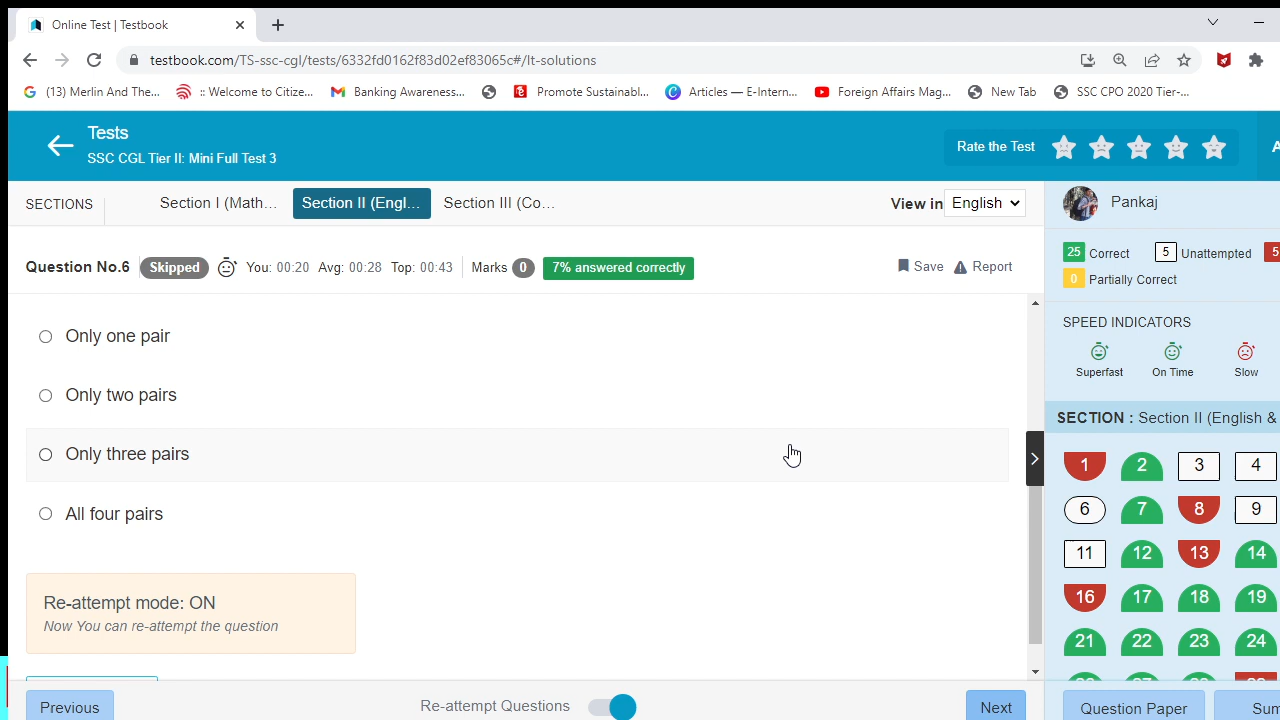 Online Test | Testbook
testbook.com/TS-ssc-cgl/tests/6332fd0162f83d02ef83065c#/lt-solutions
(13) Merlin And The... :: Welcome to Citize... Banking Awareness... Promote Sustainabl... Articles — E-Intern... Foreign Affairs Mag... New Tab SSC CPO 2020 Tier-...
Tests
SSC CGL Tier II: Mini Full Test 3
Rate the Test
SECTIONS Section I (Math... Section II (Engl... Section III (Co... View in English
Pankaj
Question No.6 Skipped You: 00:20 Avg: 00:28 Top: 00:43 Marks 0 7% answered correctly Save Report
25 Correct 5 Unattempted 5
0 Partially Correct
SPEED INDICATORS
Superfast On Time Slow
Only one pair
Only two pairs
Only three pairs
All four pairs
Re-attempt mode: ON
Now You can re-attempt the question
SECTION : Section II (English &
1 2 3 4
6 7 8 9
11 12 13 14
16 17 18 19
21 22 23 24
Previous Re-attempt Questions Next Question Paper